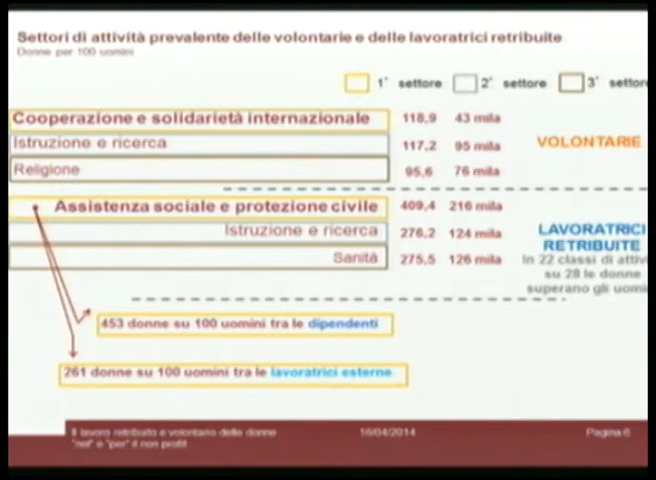 Settori di attività prevalente delle volontarie e delle lavoratrici retribuite
Donne per 100 uomini
1° settore 2° settore 3° settore
Cooperazione e solidarietà internazionale 118,9 43 mila
Istruzione e ricerca 117,2 95 mila
VOLONTARIE
Religione 95,6 76 mila
Assistenza sociale e protezione civile 409,4 216 mila
Istruzione e ricerca 276,2 124 mila
LAVORATRICI
RETRIBUITE
Sanità 275,5 126 mila
In 22 classi di attivi
su 28 le donne
superano gli uomi
453 donne su 100 uomini tra le dipendenti
261 donne su 100 uomini tra le lavoratrici esterne
Il lavoro retribuito e volontario delle donne
"nel" e "per" il non profit
16/04/2014
Pagina 6